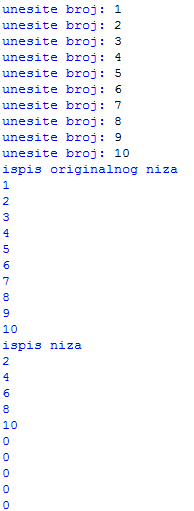 unesite broj: 1
unesite broj: 2
unesite broj: 3
unesite broj: 4
unesite broj: 5
unesite broj: 6
unesite broj: 7
unesite broj: 8
unesite broj: 9
unesite broj: 10
ispis originalnog niza
1
2
3
4
5
6
7
8
9
10
ispis niza
2
4
6
8
10
0
0
0
0
0